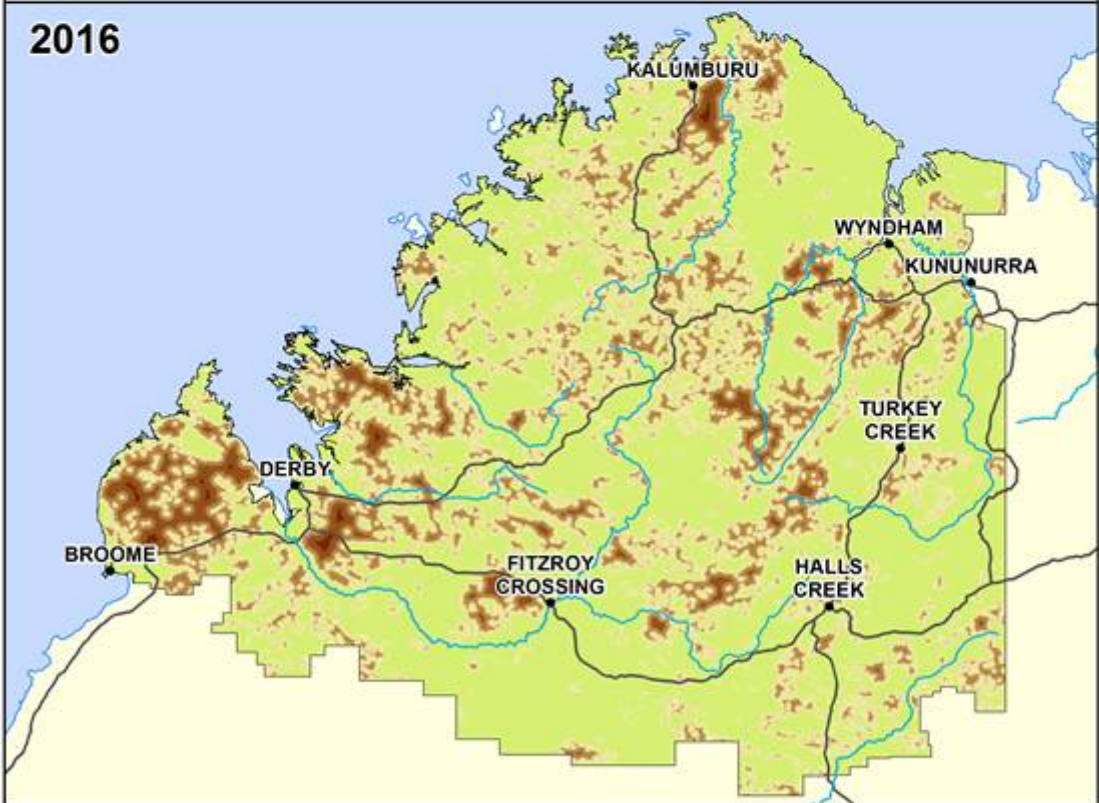 2016
KALUMBURU
WYNDHAM
KUNUNURRA
TURKEY
CREEK
DERBY
BROOME
FITZROY
CROSSING
HALLS
CREEK